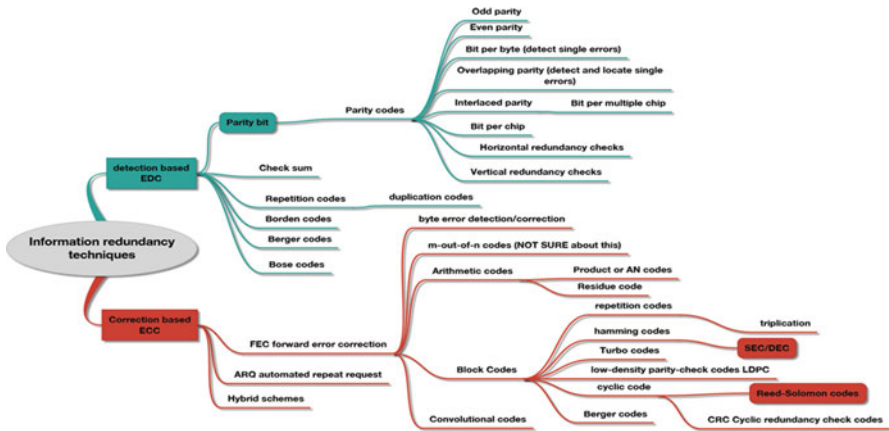 Odd parity
Even parity
Bit per byte (detect single errors)
Overlapping parity (detect and locate single
errors)
Interlaced parity
Bit per multiple chip
Bit per chip
Horizontal redundancy checks
Vertical redundancy checks
Parity codes
Parity bit
detection based
EDC
Check sum
Repetition codes
duplication codes
Borden codes
Berger codes
Bose codes
Information redundancy
techniques
Correction based
ECC
FEC forward error correction
ARQ automated repeat request
Hybrid schemes
byte error detection/correction
m-out-of-n codes (NOT SURE about this)
Arithmetic codes
Product or AN codes
Residue code
Block Codes
repetition codes
triplication
hamming codes
SEC/DEC
Turbo codes
low-density parity-check codes LDPC
cyclic code
Reed-Solomon codes
CRC Cyclic redundancy check codes
Berger codes
Convolutional codes